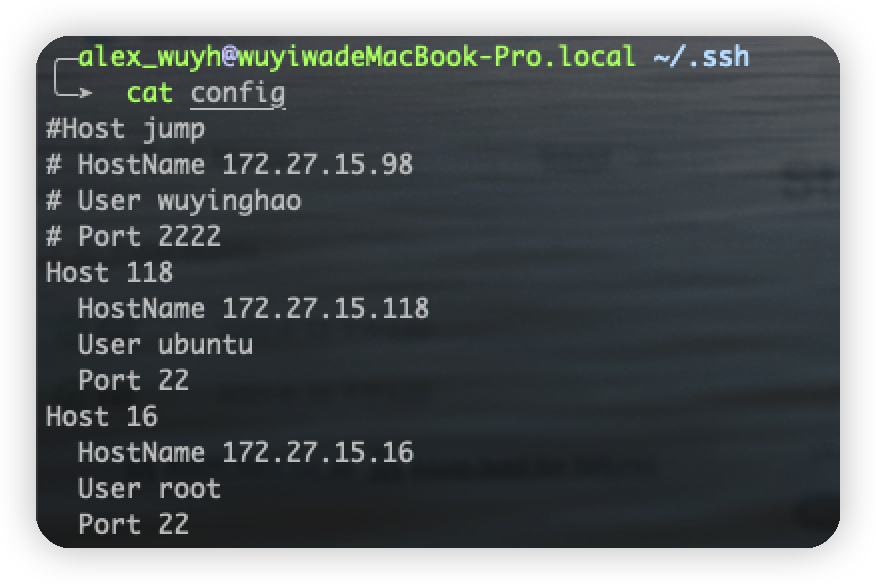 alex_wuyh@wuyiwadeMacBook-Pro.local ~/.ssh
cat config
#Host jump
# HostName 172.27.15.98
# User wuyinghao
# Port 2222
Host 118
  HostName 172.27.15.118
  User ubuntu
  Port 22
Host 16
  HostName 172.27.15.16
  User root
  Port 22